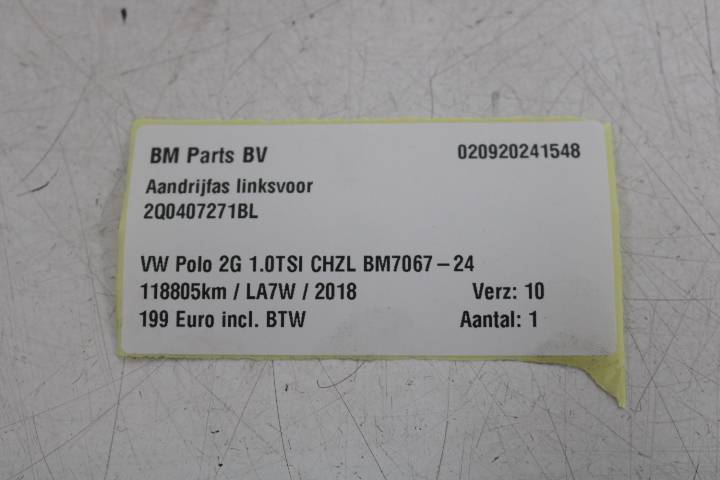 BM Parts BV 020920241548
Aandrijfas linksvoor
2Q0407271BL
VW Polo 2G 1.0TSI CHZL BM7067-24
118805km / LA7W / 2018 Verz: 10
199 Euro incl. BTW Aantal: 1